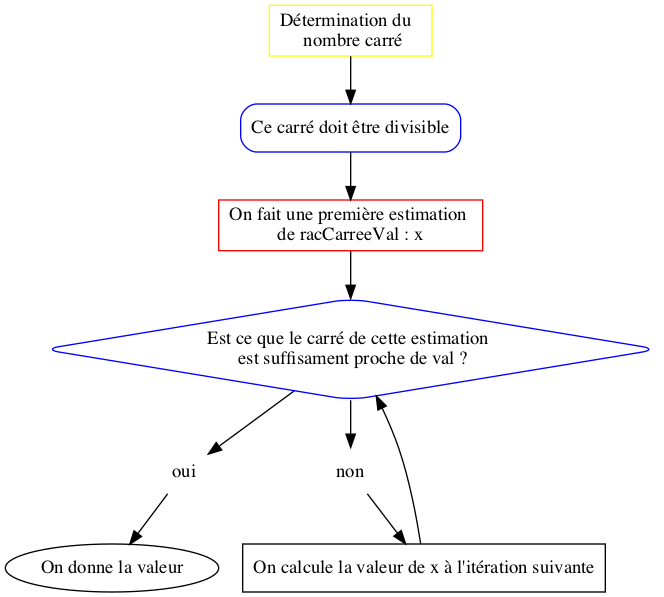 Détermination du
nombre carré
Ce carré doit être divisible
On fait une première estimation
de racCarreeVal : x
Est ce que le carré de cette estimation
est suffisament proche de val ?
oui
non
On donne la valeur
On calcule la valeur de x à l'itération suivante